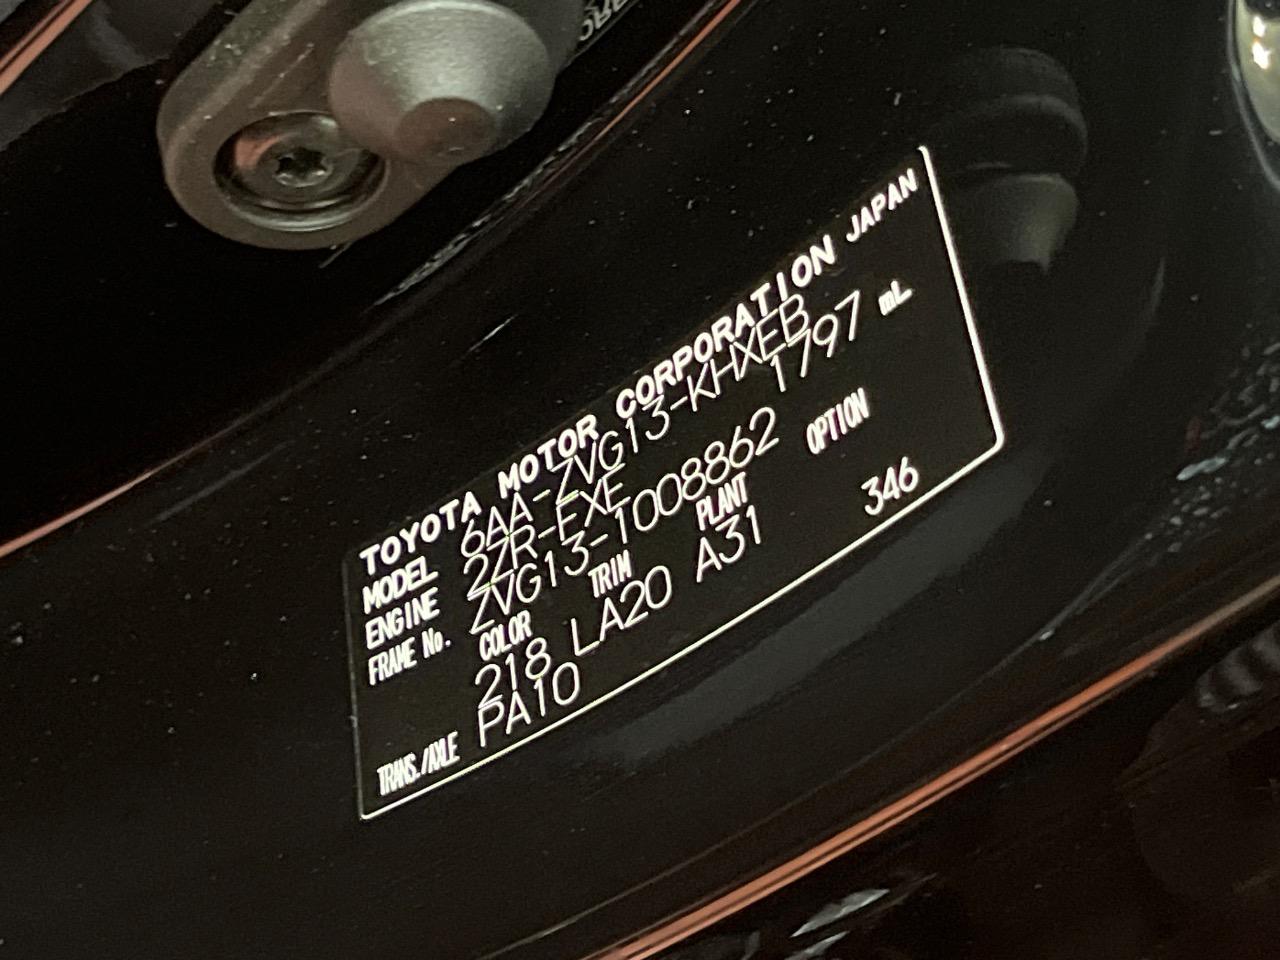 TOYOTA MOTOR CORPORATION JAPAN
MODEL 6AA-ZVG13-KHXEB
ENGINE 2ZR-FXE 1797 mL
FRAME No. ZVG13-1008862
COLOR TRIM PLANT OPTION
218 LA20 A31 346
TRANS./AXLE PA10